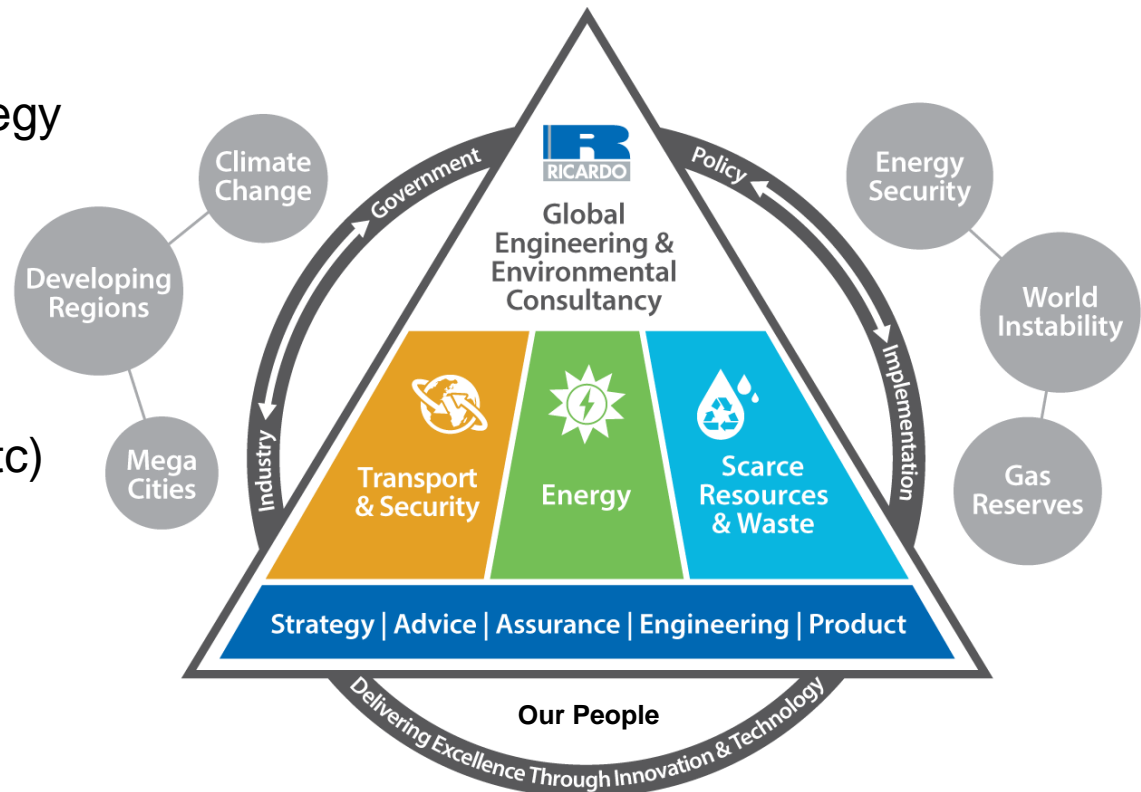 egy
tc)
Climate
Change
Developing
Regions
Mega
Cities
Government
Industry
RICARDO
Global
Engineering &
Environmental
Consultancy
Policy
Implementation
Energy
Security
World
Instability
Gas
Reserves
Transport
& Security
Energy
Scarce
Resources
& Waste
Strategy | Advice | Assurance | Engineering | Product
Our People
Delivering Excellence Through Innovation & Technology